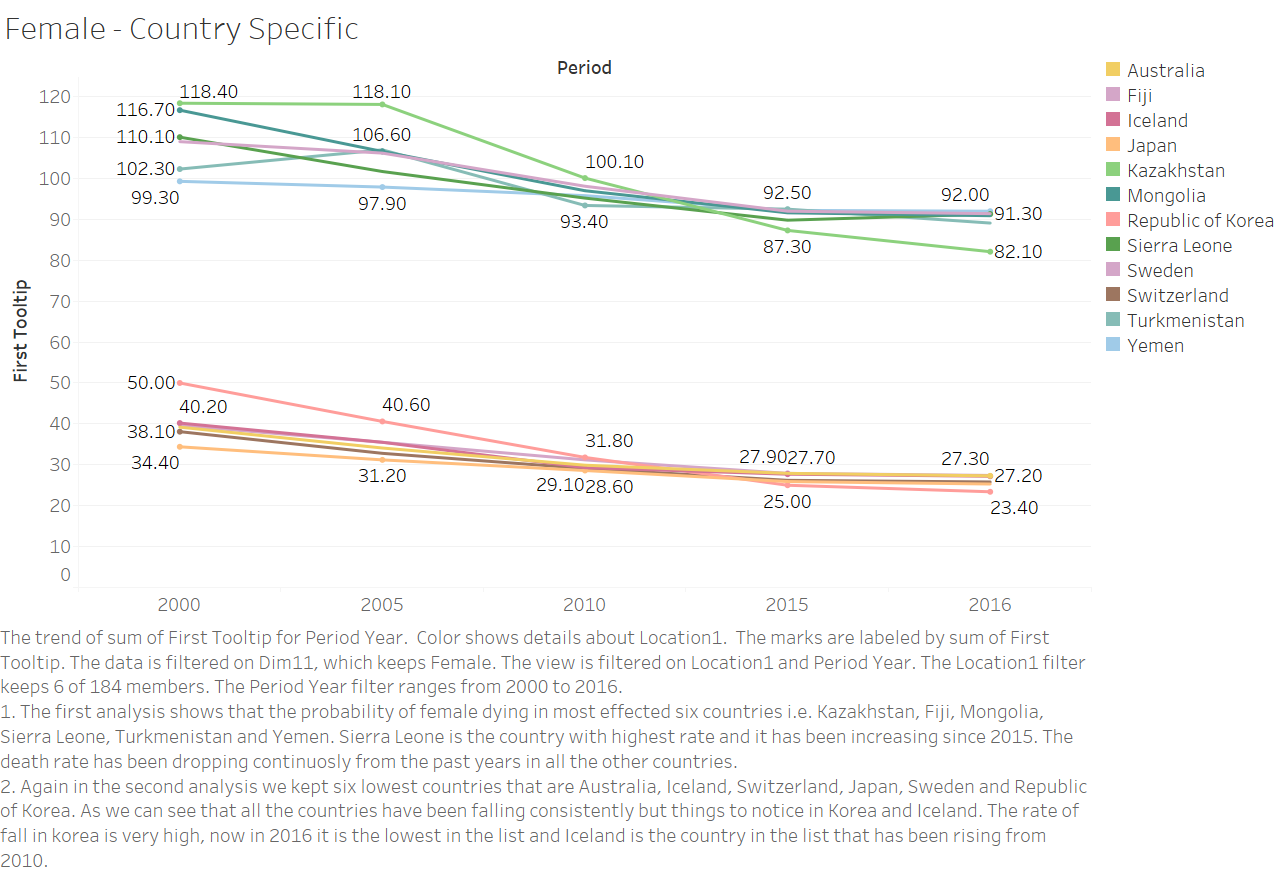 Female - Country Specific
Period
First Tooltip
120
110
100
90
80
70
60
50
40
30
20
10
0
118.40
118.10
116.70
110.10
106.60
102.30
100.10
99.30
97.90
93.40
92.50
92.00
91.30
87.30
82.10
50.00
40.20
40.60
38.10
34.40
31.20
31.80
29.10
28.60
27.90
27.70
27.30
27.20
25.00
23.40
2000
2005
2010
2015
2016
Australia
Fiji
Iceland
Japan
Kazakhstan
Mongolia
Republic of Korea
Sierra Leone
Sweden
Switzerland
Turkmenistan
Yemen
The trend of sum of First Tooltip for Period Year.  Color shows details about Location1.  The marks are labeled by sum of First
Tooltip. The data is filtered on Dim11, which keeps Female. The view is filtered on Location1 and Period Year. The Location1 filter
keeps 6 of 184 members. The Period Year filter ranges from 2000 to 2016.
1. The first analysis shows that the probability of female dying in most effected six countries i.e. Kazakhstan, Fiji, Mongolia,
Sierra Leone, Turkmenistan and Yemen. Sierra Leone is the country with highest rate and it has been increasing since 2015. The
death rate has been dropping continuosly from the past years in all the other countries.
2. Again in the second analysis we kept six lowest countries that are Australia, Iceland, Switzerland, Japan, Sweden and Republic
of Korea. As we can see that all the countries have been falling consistently but things to notice in Korea and Iceland. The rate of
fall in korea is very high, now in 2016 it is the lowest in the list and Iceland is the country in the list that has been rising from
2010.